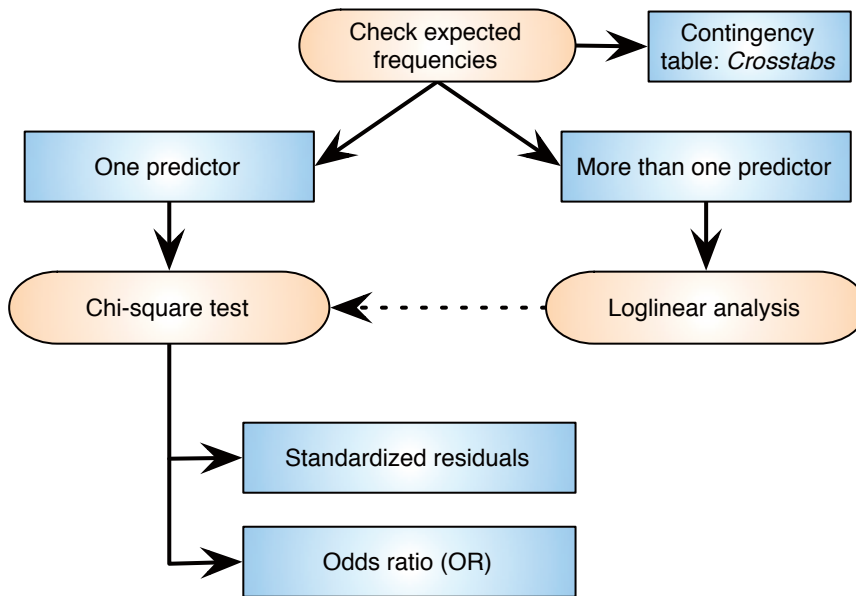 Check expected
frequencies
Contingency
table: Crosstabs
One predictor
More than one predictor
Chi-square test
Loglinear analysis
Standardized residuals
Odds ratio (OR)